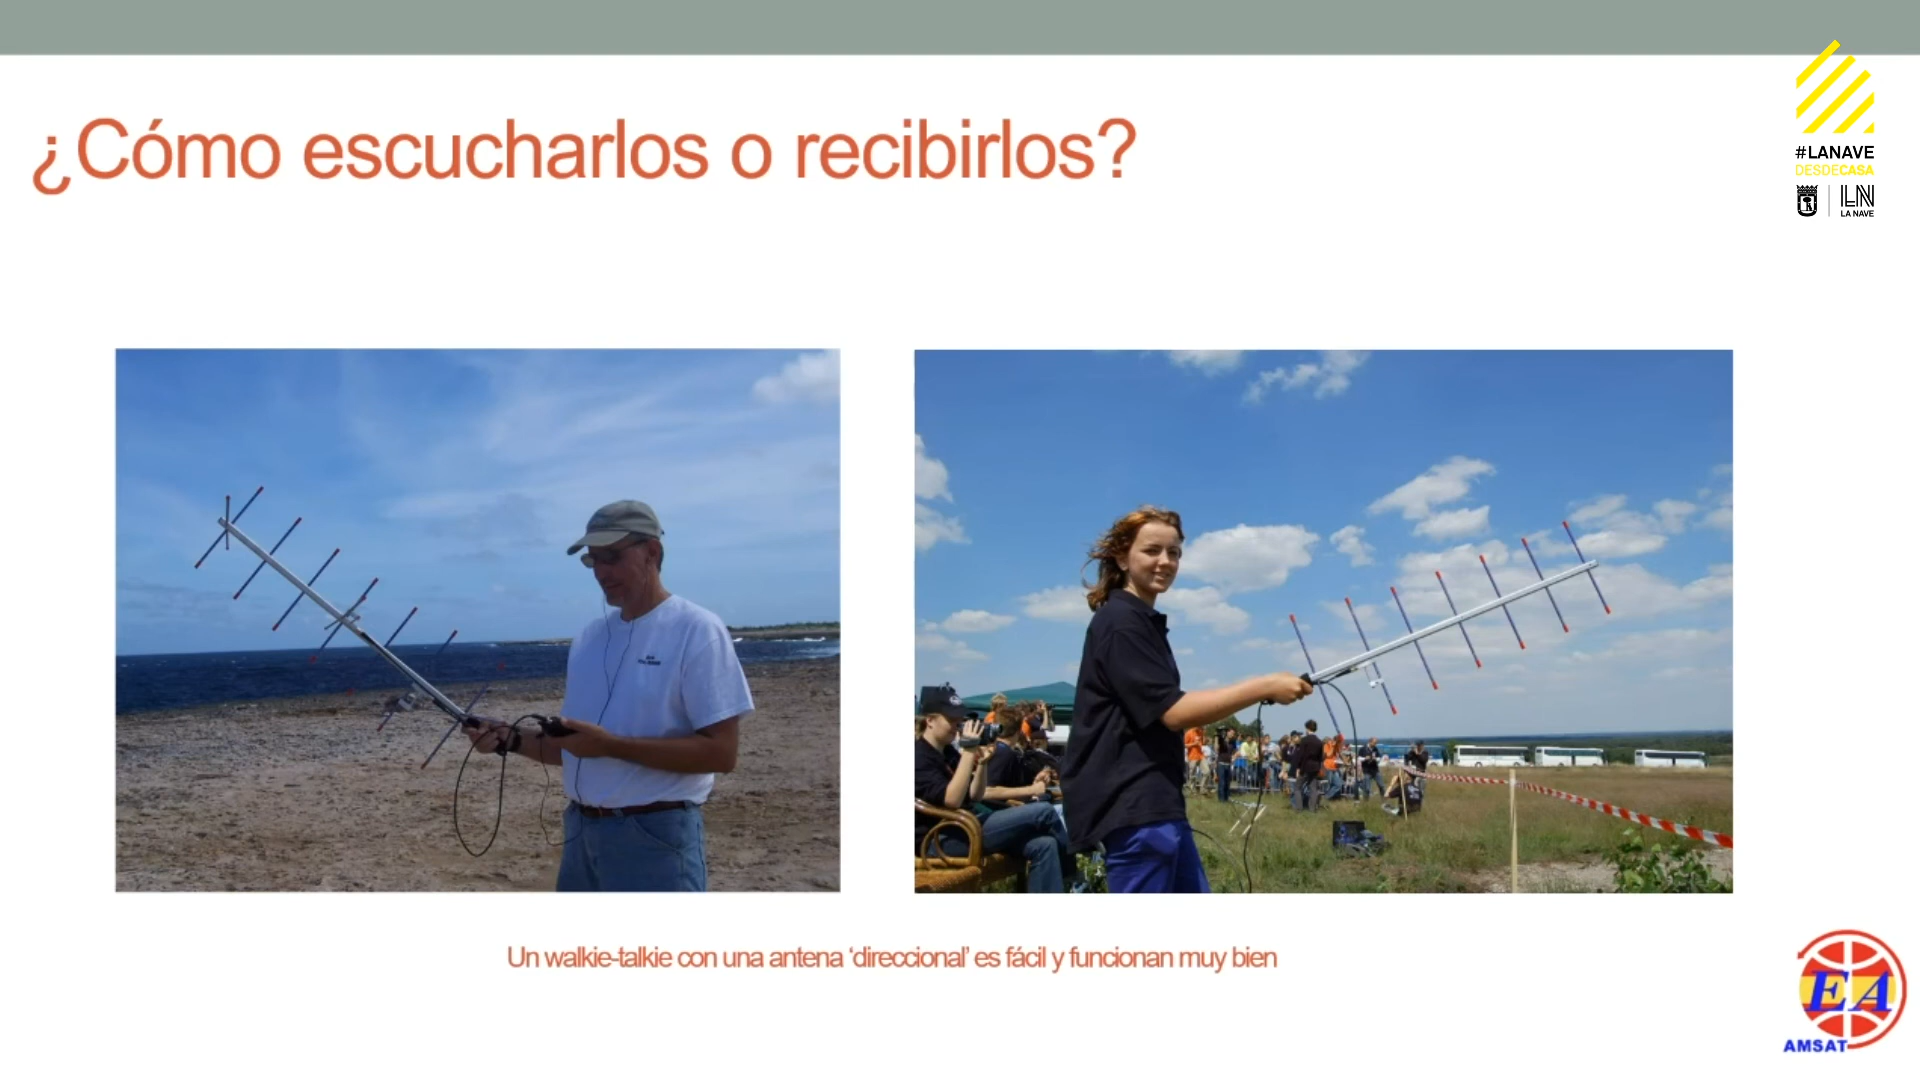 ¿Cómo escucharlos o recibirlos?
#LANAVE
DESDECASA
LN
LA NAVE
Un walkie-talkie con una antena ‘direccional’ es fácil y funcionan muy bien
EA
AMSAT